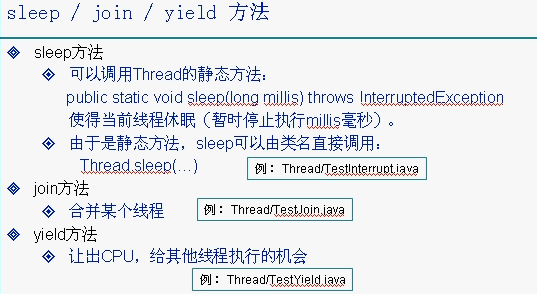 sleep / join / yield 方法
sleep方法
可以调用Thread的静态方法：
public static void sleep(long millis) throws InterruptedException
使得当前线程休眠（暂时停止执行millis毫秒）。
由于是静态方法，sleep可以由类名直接调用：
Thread.sleep(…)
例：Thread/TestInterrupt.java
join方法
合并某个线程
例：Thread/TestJoin.java
yield方法
让出CPU，给其他线程执行的机会
例：Thread/TestYield.java